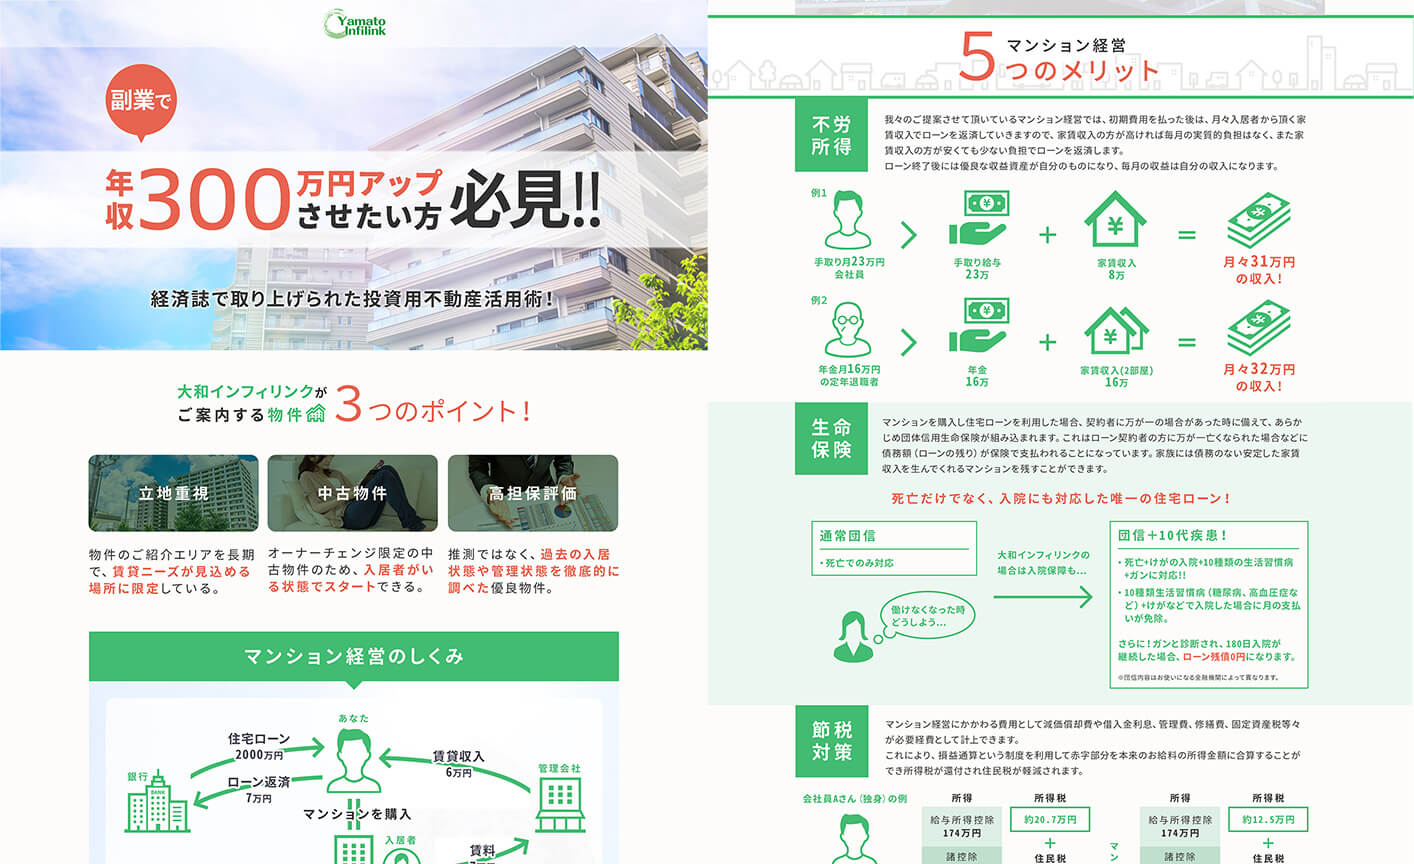 Yamato
Infilink
副業で
年収300万円アップ
させたい方
必見!!
経済誌で取り上げられた投資用不動産活用術!
大和インフィリンクが
ご案内する物件
3つのポイント!
立地重視
物件のご紹介エリアを長期
で、賃貸ニーズが見込める
場所に限定している。
中古物件
オーナーチェンジ限定の中
古物件のため、入居者がい
る状態でスタートできる。
高担保評価
推測ではなく、過去の入居
状態や管理状態を徹底的に
調べた優良物件。
マンション経営のしくみ
あなた
住宅ローン
2000万円
賃貸収入
6万円
銀行
BANK
ローン返済
7万円
管理会社
マンションを購入
入居者
賃料
マンション経営
5つのメリット
不労
所得
我々のご提案させて頂いているマンション経営では、初期費用を払った後は、月々入居者から頂く家
賃収入でローンを返済していきますので、家賃収入の方が高ければ毎月の実質的負担はなく、また家
賃収入の方が安くても少ない負担でローンを返済します。
ローン終了後には優良な収益資産が自分のものになり、毎月の収益は自分の収入になります。
例1
手取り月23万円
会社員
手取り給与
23万
+
¥
家賃収入
8万
=
月々31万円
の収入!
例2
年金月16万円
の定年退職者
年金
16万
+
¥
家賃収入(2部屋)
16万
=
月々32万円
の収入!
生命
保険
マンションを購入し住宅ローンを利用した場合、契約者に万が一の場合があった時に備えて、あらか
じめ団体信用生命保険が組み込まれます。これはローン契約者の方に万が一亡くなられた場合などに
債務額(ローンの残り)が保険で支払われることになっています。家族には債務のない安定した家賃
収入を生んでくれるマンションを残すことができます。
死亡だけでなく、入院にも対応した唯一の住宅ローン!
通常団信
・死亡でのみ対応
働けなくなった時
どうしよう...
大和インフィリンクの
場合は入院保障も...
団信+10代疾患!
・死亡+けがの入院+10種類の生活習慣病
+ガンに対応!!
・10種類生活習慣病(糖尿病、高血圧症な
ど)+けがなどで入院した場合に月の支払
いが免除。
さらに!ガンと診断され、180日入院が
継続した場合、ローン残債0円になります。
※団信内容はお使いになる金融機関によって異なります。
節税
対策
マンション経営にかかわる費用として減価償却費や借入金利息、管理費、修繕費、固定資産税等々
が必要経費として計上できます。
これにより、損益通算という制度を利用して赤字部分を本来のお給料の所得金額に合算することが
でき所得税が還付され住民税が軽減されます。
会社員Aさん(独身)の例
所得
給与所得控除
174万円
諸控除
所得税
約20.7万円
+
住民税
マン
所得
給与所得控除
174万円
諸控除
所得税
約12.5万円
+
住民税